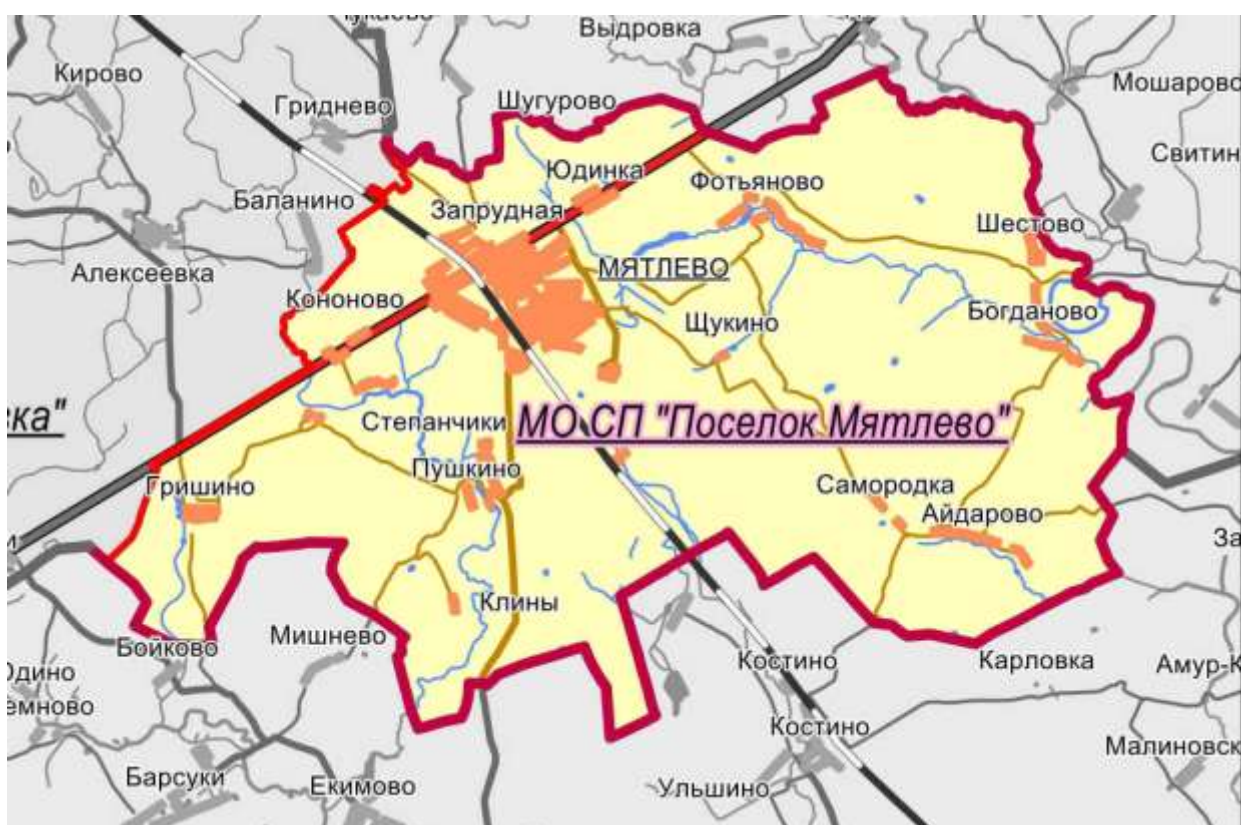 Выдровка
Кирово
Мошарово
Гриднево
Шугурово
Свитин
Юдинка
Фотьяново
Баланино
Запрудная
Шестово
Алексеевка
МЯТЛЕВО
Кононово
Щукино
Богданово
ска"
Степанчики
МО СП "Поселок Мятлево"
Пушкино
Гришино
Самородка
Айдарово
За
Клины
Мишнево
Бойково
Костино
Карловка
Амур-К
емново
Костино
Малиновск
Барсуки
Екимово
Ульшино